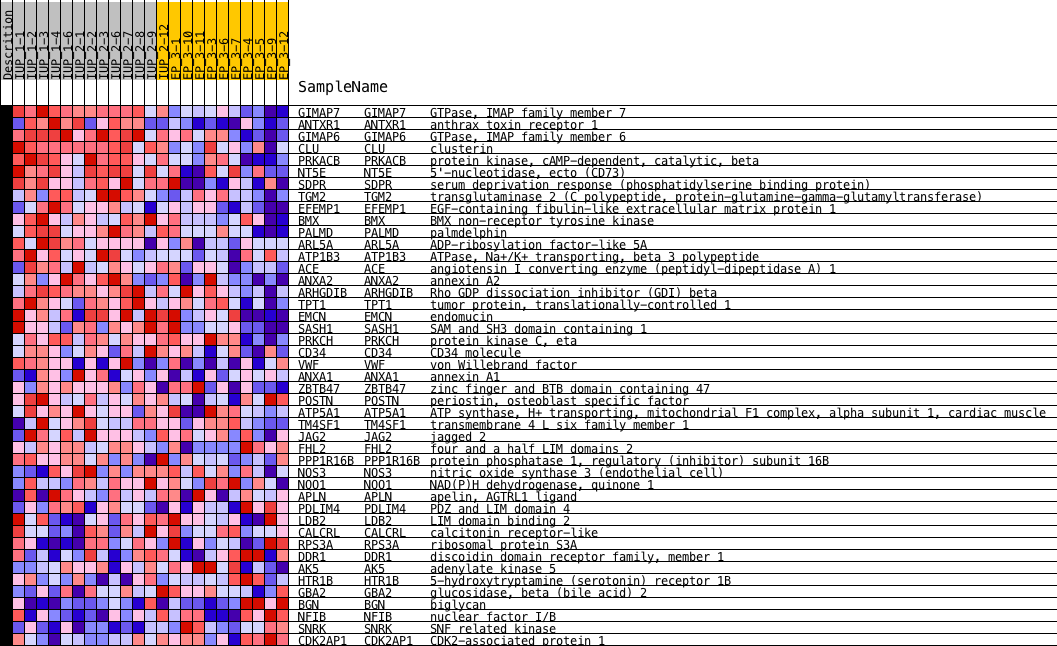 Descrition
IUP_1-1
IUP_1-2
IUP_1-3
IUP_1-4
IUP_1-6
IUP_2-1
IUP_2-2
IUP_2-3
IUP_2-6
IUP_2-7
IUP_2-8
IUP_2-9
IUP_2-12
EP_3-1
EP_3-10
EP_3-11
EP_3-3
EP_3-6
EP_3-7
EP_3-4
EP_3-5
EP_3-9
EP_3-12
SampleName
GIMAP7 GIMAP7 GTPase, IMAP family member 7
ANTXR1 ANTXR1 anthrax toxin receptor 1
GIMAP6 GIMAP6 GTPase, IMAP family member 6
CLU CLU clusterin
PRKACB PRKACB protein kinase, cAMP-dependent, catalytic, beta
NT5E NT5E 5'-nucleotidase, ecto (CD73)
SDPR SDPR serum deprivation response (phosphatidylserine binding protein)
TGM2 TGM2 transglutaminase 2 (C polypeptide, protein-glutamine-gamma-glutamyltransferase)
EFEMP1 EFEMP1 EGF-containing fibulin-like extracellular matrix protein 1
BMX BMX BMX non-receptor tyrosine kinase
PALMD PALMD palmdelphin
ARL5A ARL5A ADP-ribosylation factor-like 5A
ATP1B3 ATP1B3 ATPase, Na+/K+ transporting, beta 3 polypeptide
ACE ACE angiotensin I converting enzyme (peptidyl-dipeptidase A) 1
ANXA2 ANXA2 annexin A2
ARHGDIB ARHGDIB Rho GDP dissociation inhibitor (GDI) beta
TPT1 TPT1 tumor protein, translationally-controlled 1
EMCN EMCN endomucin
SASH1 SASH1 SAM and SH3 domain containing 1
PRKCH PRKCH protein kinase C, eta
CD34 CD34 CD34 molecule
VWF VWF von Willebrand factor
ANXA1 ANXA1 annexin A1
ZBTB47 ZBTB47 zinc finger and BTB domain containing 47
POSTN POSTN periostin, osteoblast specific factor
ATP5A1 ATP5A1 ATP synthase, H+ transporting, mitochondrial F1 complex, alpha subunit 1, cardiac muscle
TM4SF1 TM4SF1 transmembrane 4 L six family member 1
JAG2 JAG2 jagged 2
FHL2 FHL2 four and a half LIM domains 2
PPP1R16B PPP1R16B protein phosphatase 1, regulatory (inhibitor) subunit 16B
NOS3 NOS3 nitric oxide synthase 3 (endothelial cell)
NQO1 NQO1 NAD(P)H dehydrogenase, quinone 1
APLN APLN apelin, AGTRL1 ligand
PDLIM4 PDLIM4 PDZ and LIM domain 4
LDB2 LDB2 LIM domain binding 2
CALCRL CALCRL calcitonin receptor-like
RPS3A RPS3A ribosomal protein S3A
DDR1 DDR1 discoidin domain receptor family, member 1
AK5 AK5 adenylate kinase 5
HTR1B HTR1B 5-hydroxytryptamine (serotonin) receptor 1B
GBA2 GBA2 glucosidase, beta (bile acid) 2
BGN BGN biglycan
NFIB NFIB nuclear factor I/B
SNRK SNRK SNF related kinase
CDK2AP1 CDK2AP1 CDK2-associated protein 1